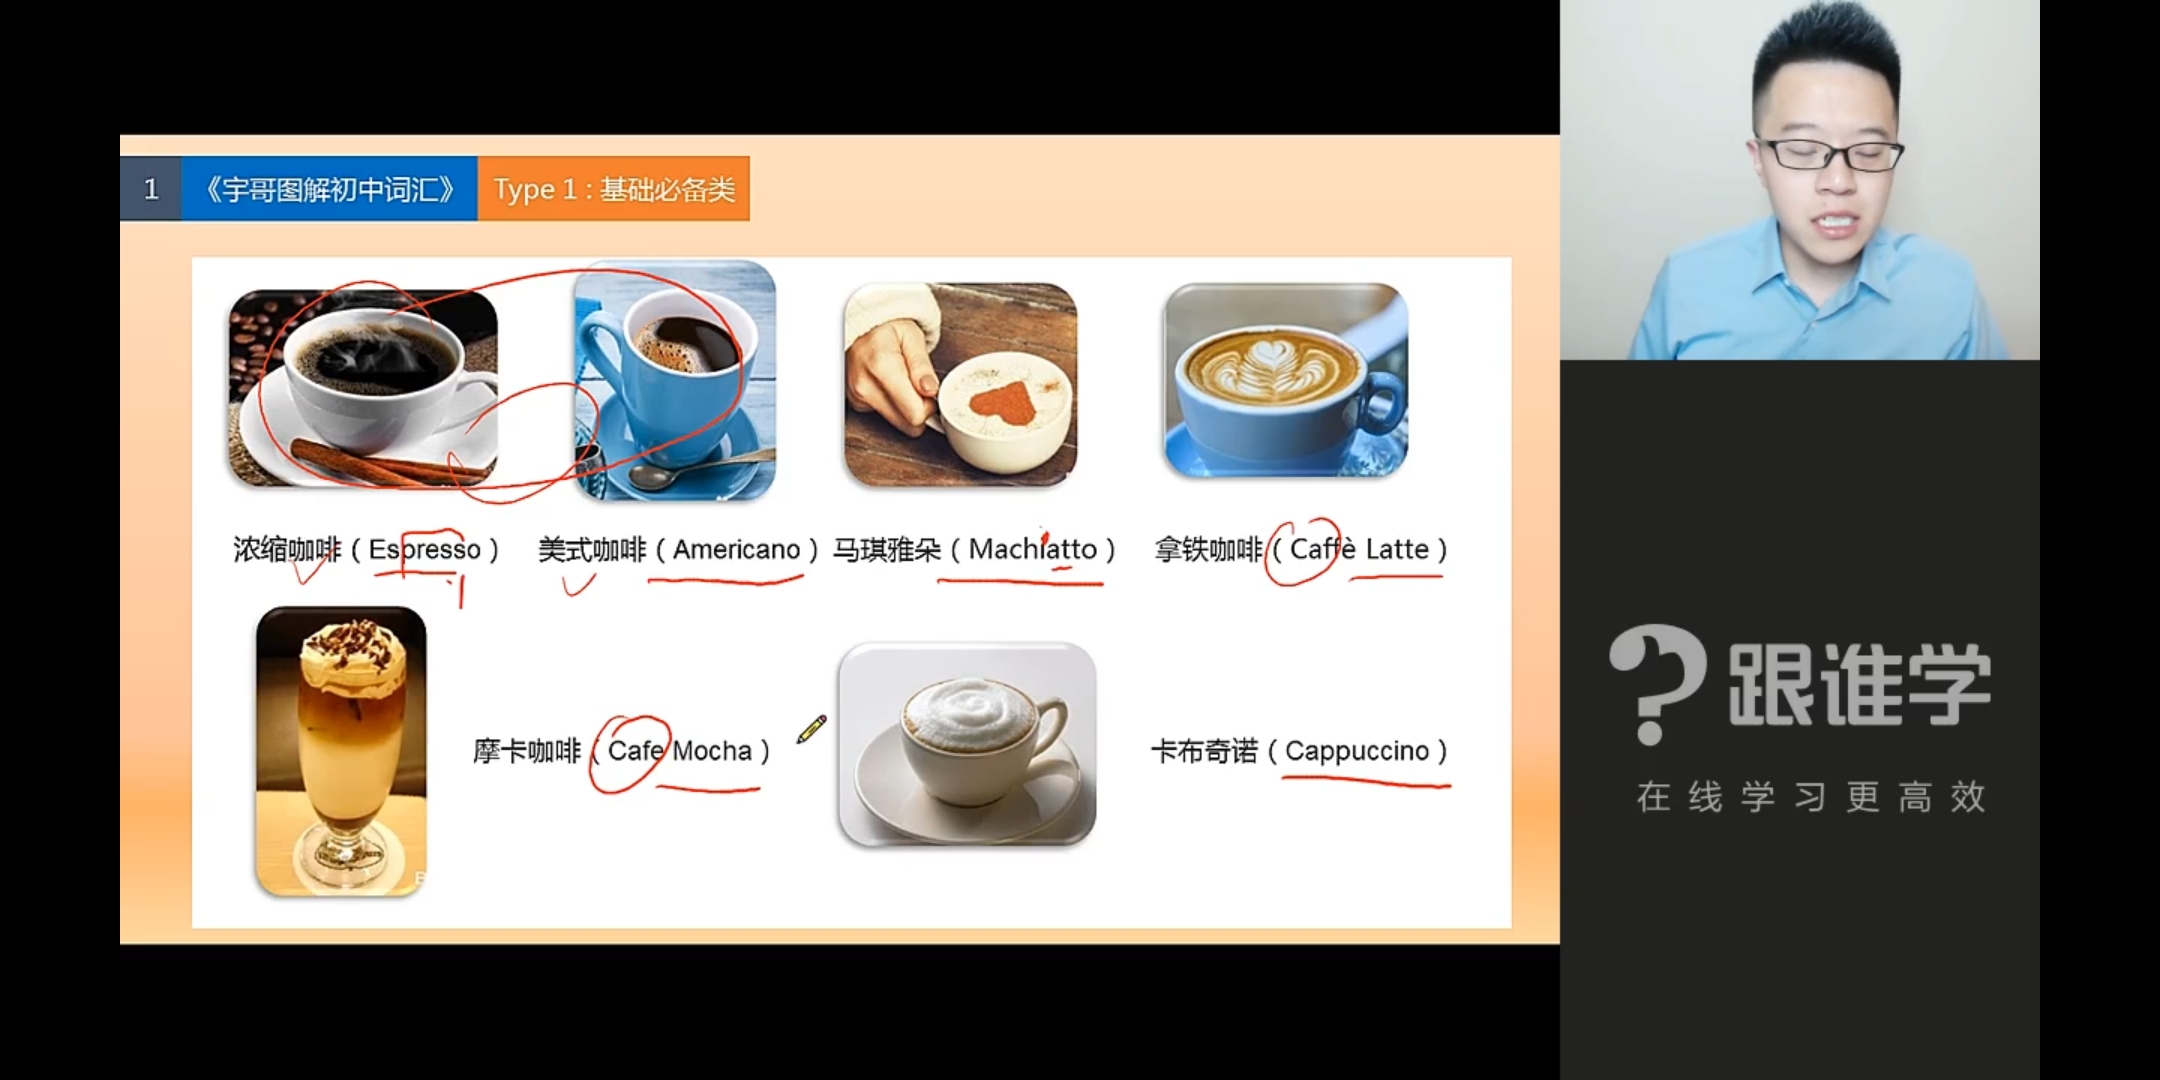 1 《宇哥图解初中词汇》 Type 1 : 基础必备类
浓缩咖啡（Espresso） 美式咖啡（Americano） 马琪雅朵（Machiatto） 拿铁咖啡（Caffè Latte）
摩卡咖啡（Cafe Mocha） 卡布奇诺（Cappuccino）
跟谁学
在线学习更高效